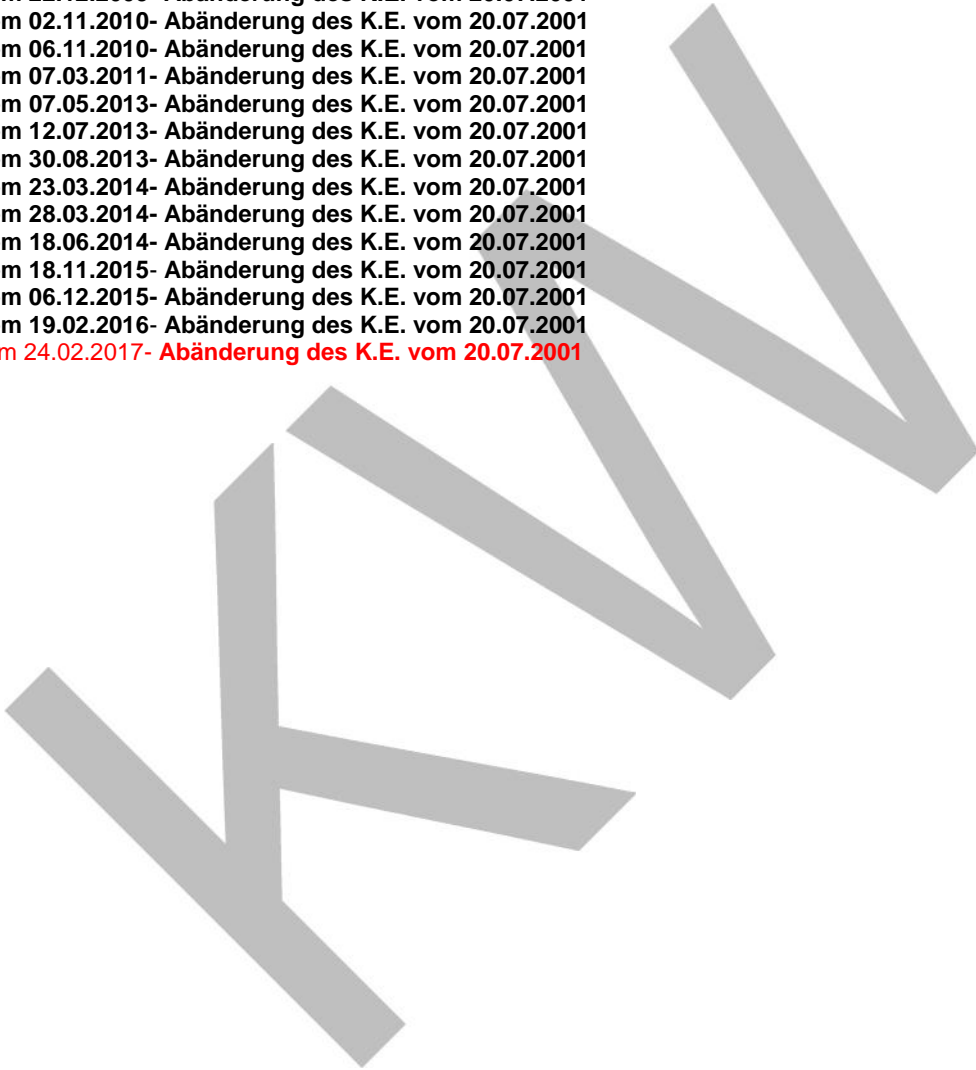 m 02.11.2010- Abänderung des K.E. vom 20.07.2001
m 06.11.2010- Abänderung des K.E. vom 20.07.2001
m 07.03.2011- Abänderung des K.E. vom 20.07.2001
m 07.05.2013- Abänderung des K.E. vom 20.07.2001
m 12.07.2013- Abänderung des K.E. vom 20.07.2001
m 30.08.2013- Abänderung des K.E. vom 20.07.2001
m 23.03.2014- Abänderung des K.E. vom 20.07.2001
m 28.03.2014- Abänderung des K.E. vom 20.07.2001
m 18.06.2014- Abänderung des K.E. vom 20.07.2001
m 18.11.2015- Abänderung des K.E. vom 20.07.2001
m 06.12.2015- Abänderung des K.E. vom 20.07.2001
m 19.02.2016- Abänderung des K.E. vom 20.07.2001
m 24.02.2017- Abänderung des K.E. vom 20.07.2001
KVV